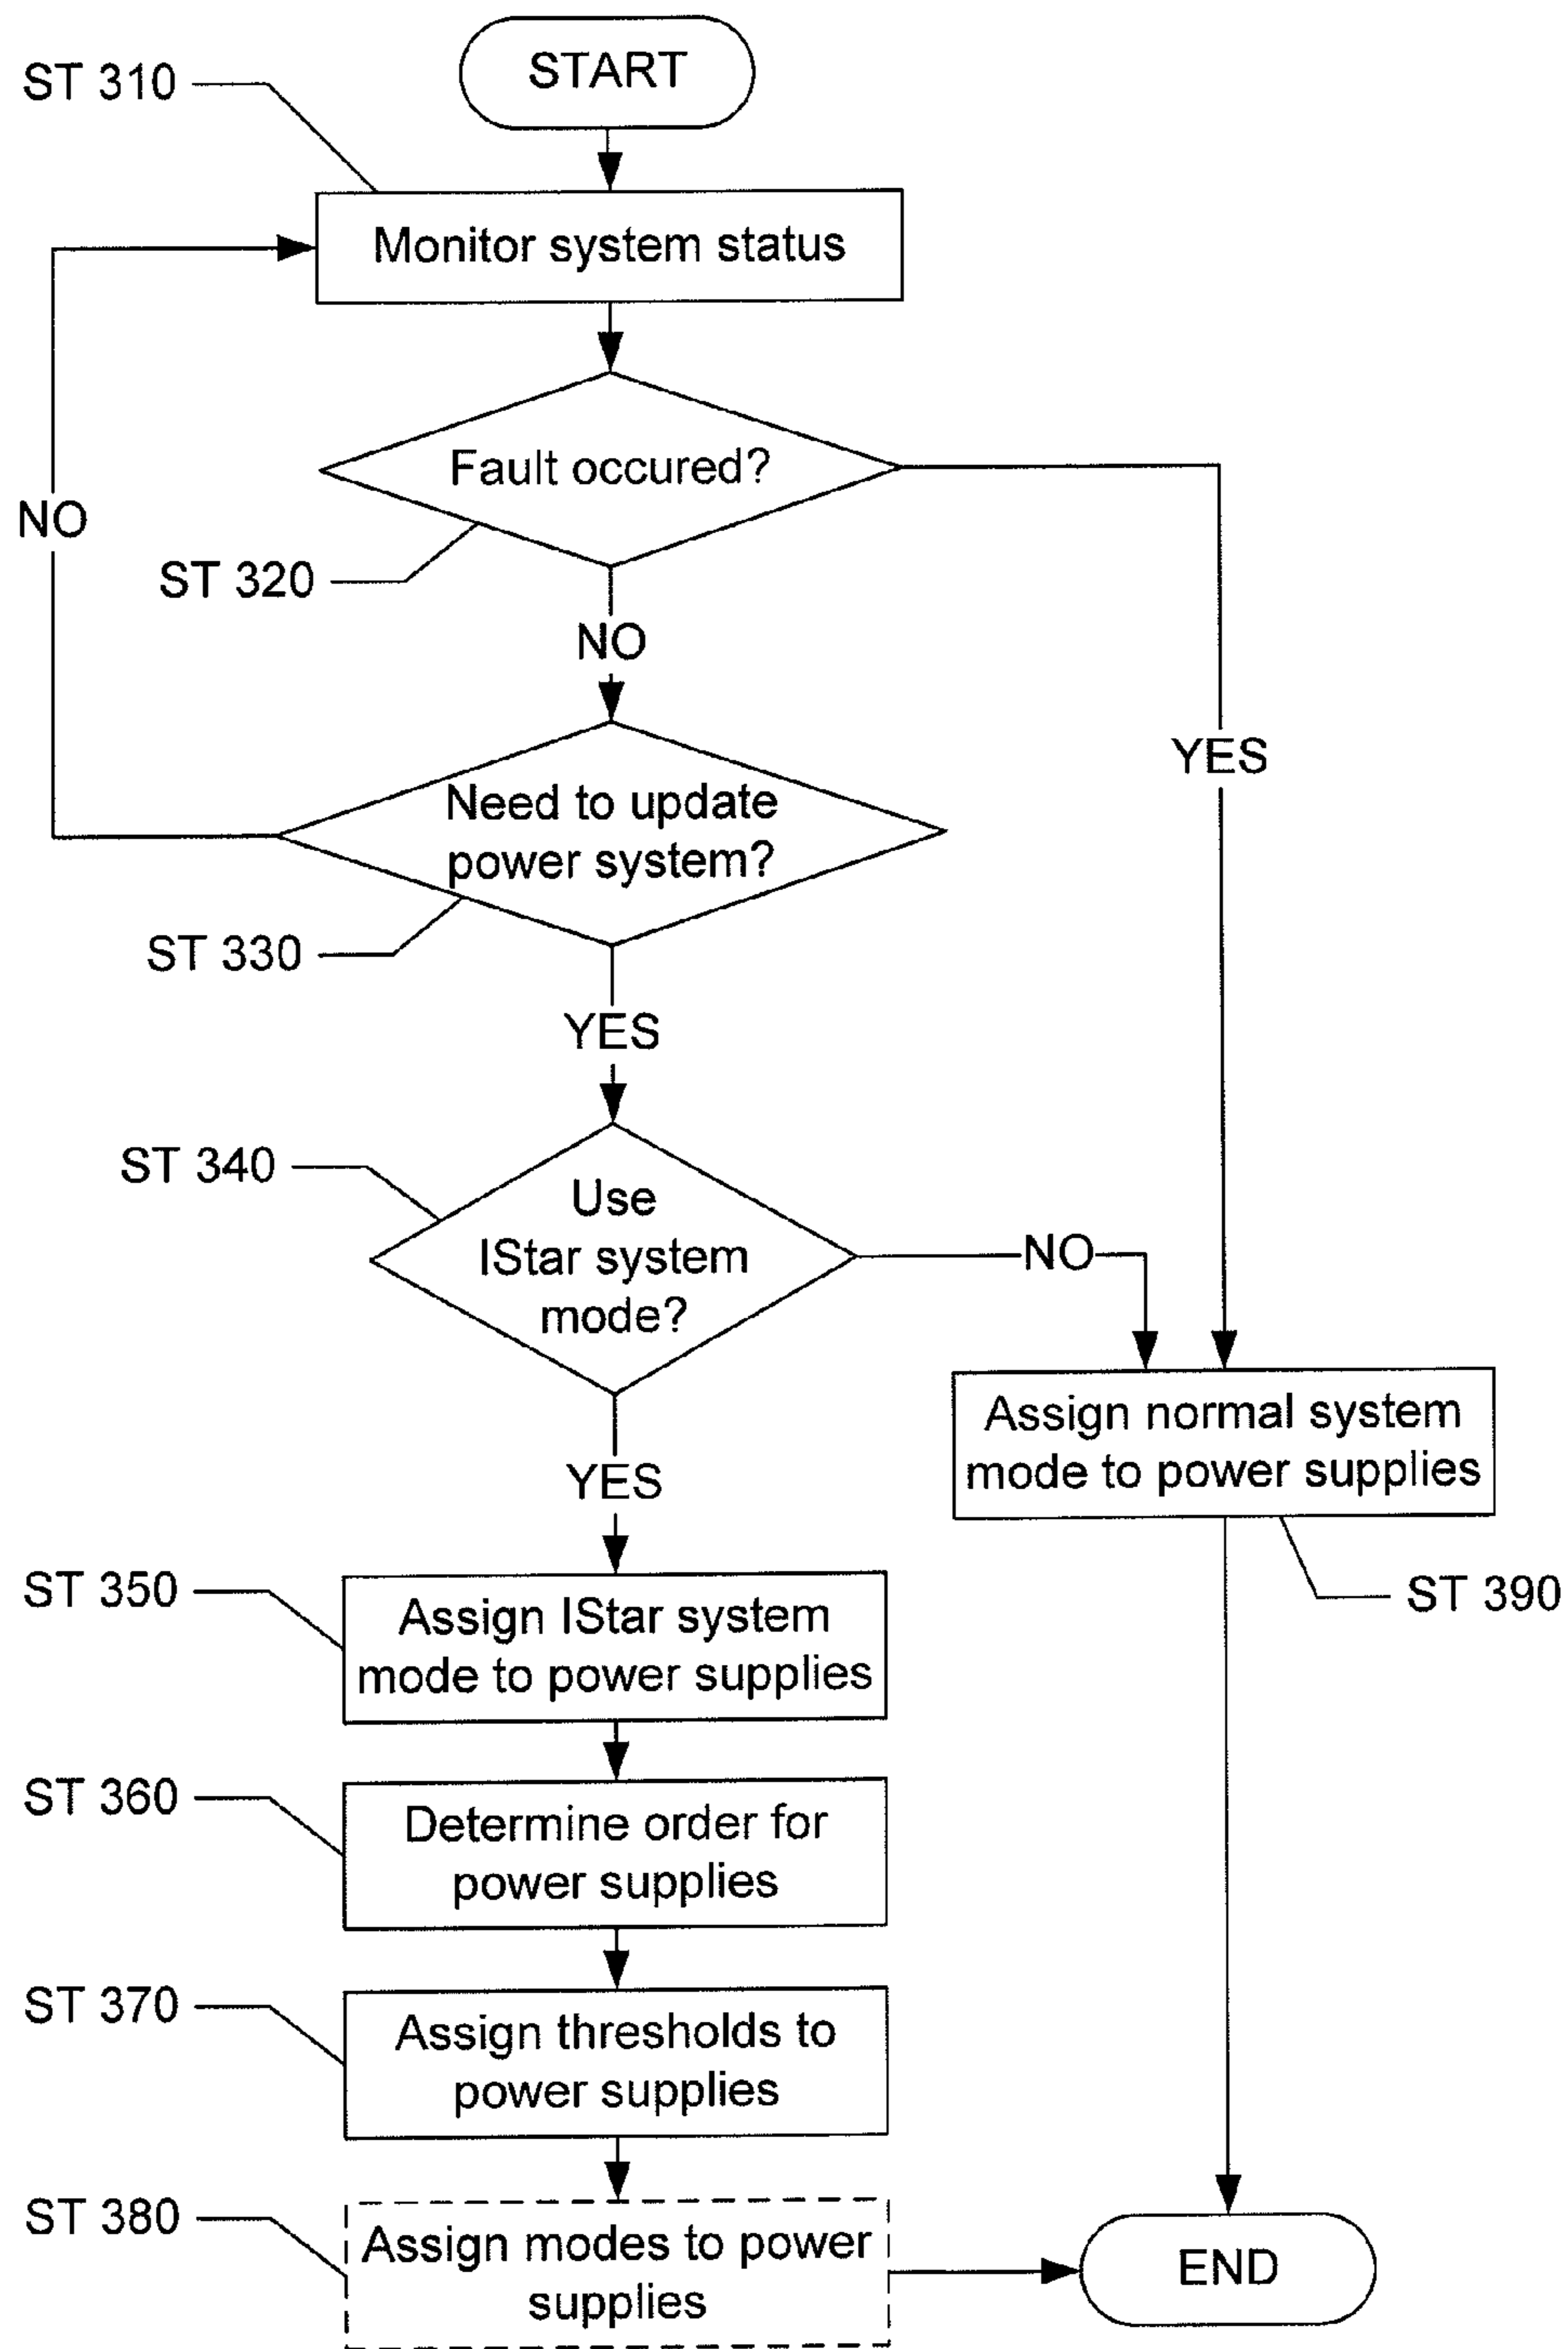 START
ST 310
Monitor system status
Fault occured?
NO
ST 320
NO
YES
Need to update
power system?
ST 330
YES
ST 340
Use
IStar system
mode?
NO
YES
Assign normal system
mode to power supplies
ST 390
ST 350
Assign IStar system
mode to power supplies
ST 360
Determine order for
power supplies
ST 370
Assign thresholds to
power supplies
ST 380
Assign modes to power
supplies
END